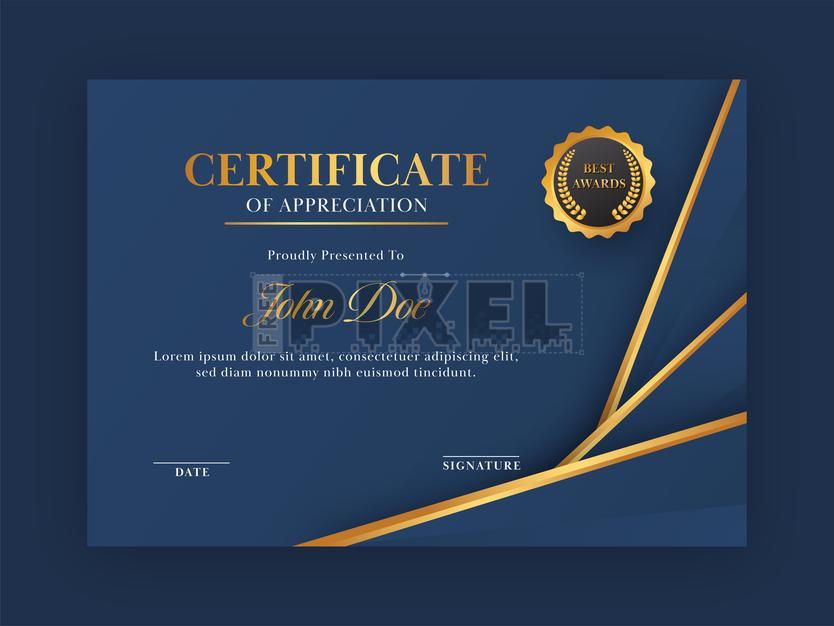 CERTIFICATE
OF APPRECIATION
BEST
AWARDS
Proudly Presented To
John Doe
FREE PIXEL
Lorem ipsum dolor sit amet, consectetuer adipiscing elit,
sed diam nonummy nibh euismod tincidunt.
DATE
SIGNATURE